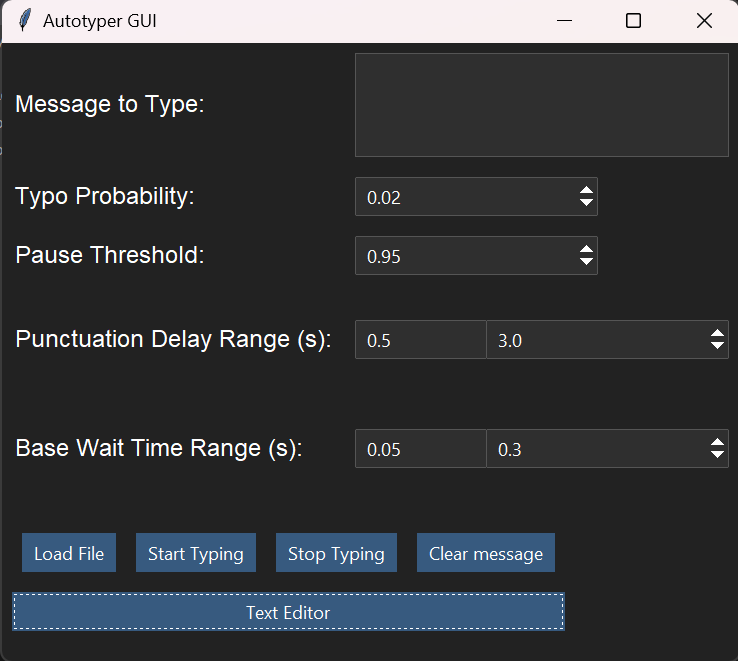 Autotyper GUI
Message to Type:
Typo Probability: 0.02
Pause Threshold: 0.95
Punctuation Delay Range (s): 0.5 3.0
Base Wait Time Range (s): 0.05 0.3
Load File Start Typing Stop Typing Clear message
Text Editor